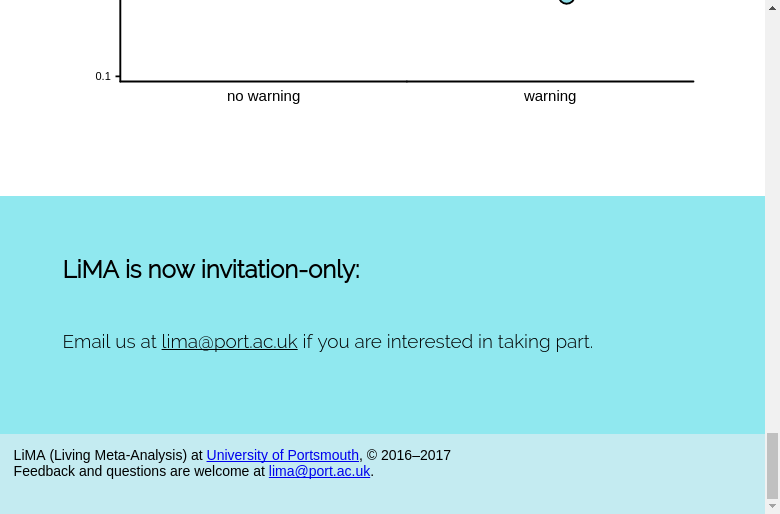 0.1
no warning warning
LiMA is now invitation-only:
Email us at lima@port.ac.uk if you are interested in taking part.
LiMA (Living Meta-Analysis) at University of Portsmouth, © 2016–2017
Feedback and questions are welcome at lima@port.ac.uk.